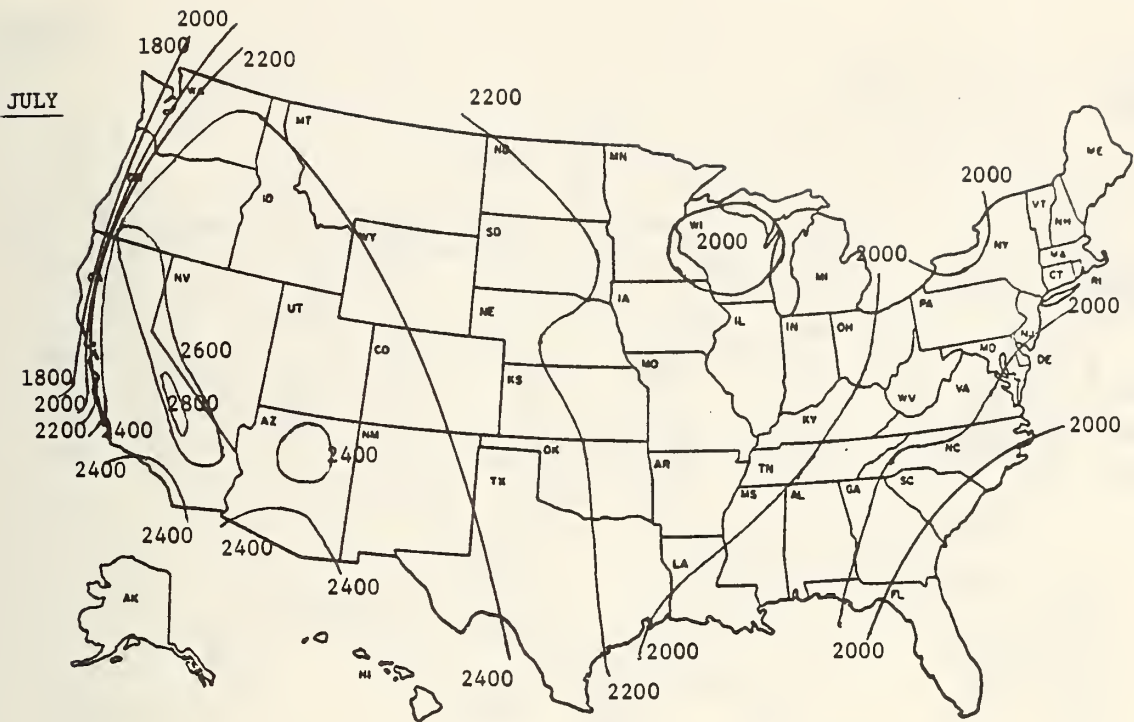 2000
1800
2200
JULY
2200
WA
MT
ND
MN
ME
OR
ID
2000
VT
NH
WY
SD
WI
2000
NY
MA
MI
2000
CT
RI
CA
NV
IA
PA
2000
UT
NE
IL
IN
OH
NJ
2600
CO
MD
DE
MO
1800
KS
WV
VA
2000
2800
KY
2200
2400
AZ
NM
2400
OK
NC
2000
2400
TX
AR
TN
MS
AL
GA
SC
2400
2400
2400
LA
FL
AK
HI
2400
2200
2000
2000